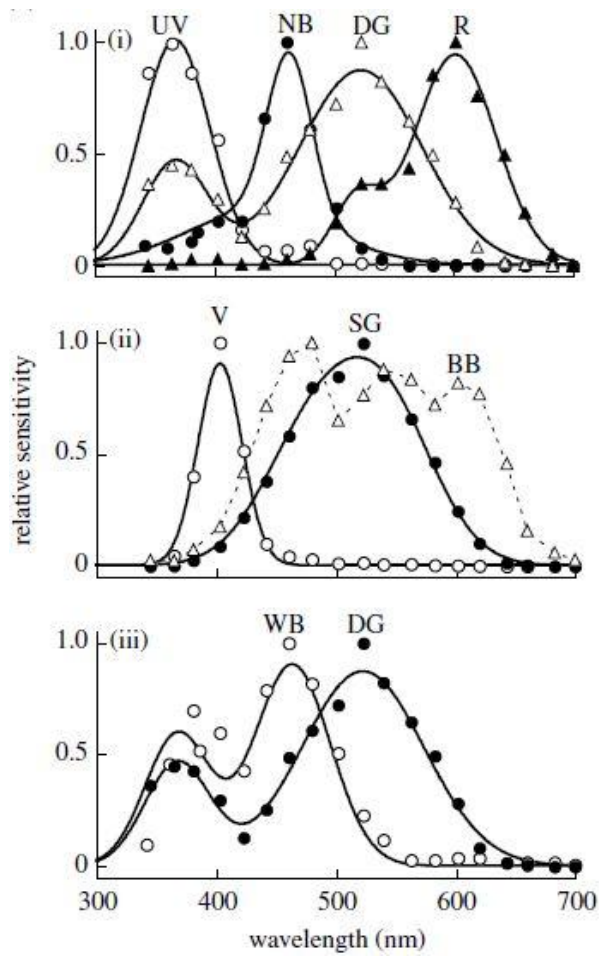 UV NB DG R
1.0 (i)
0.5
0
V SG BB
1.0 (ii)
0.5
0
relative sensitivity
WB DG
1.0 (iii)
0.5
0
300 400 500 600 700
wavelength (nm)